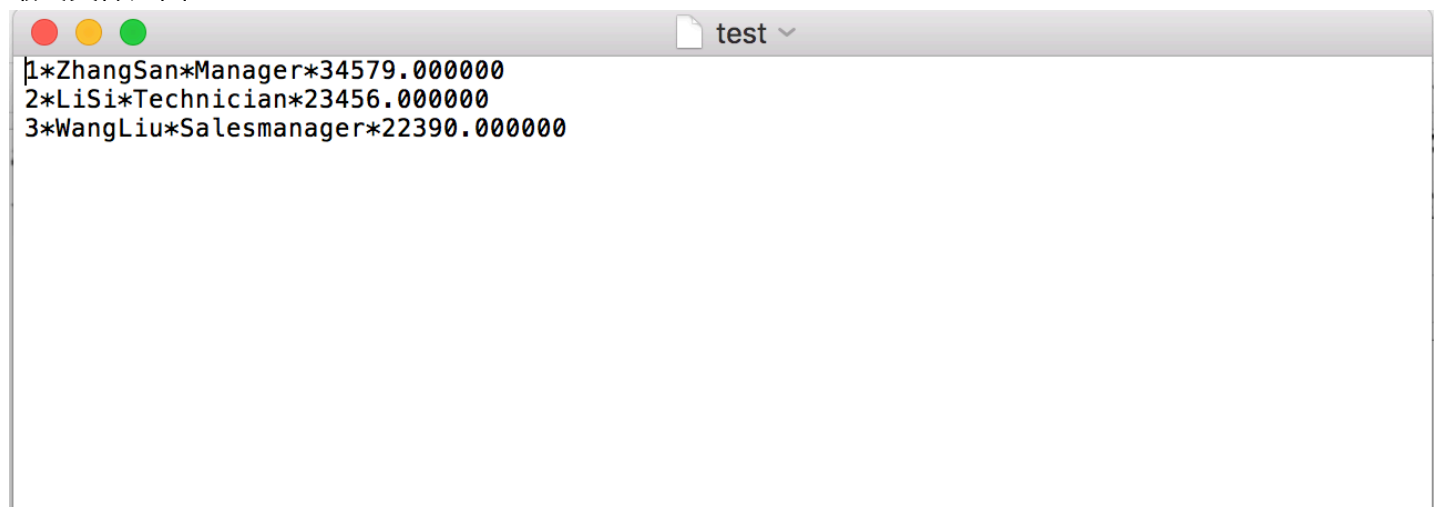 test
1*ZhangSan*Manager*34579.000000
2*LiSi*Technician*23456.000000
3*WangLiu*Salesmanager*22390.000000